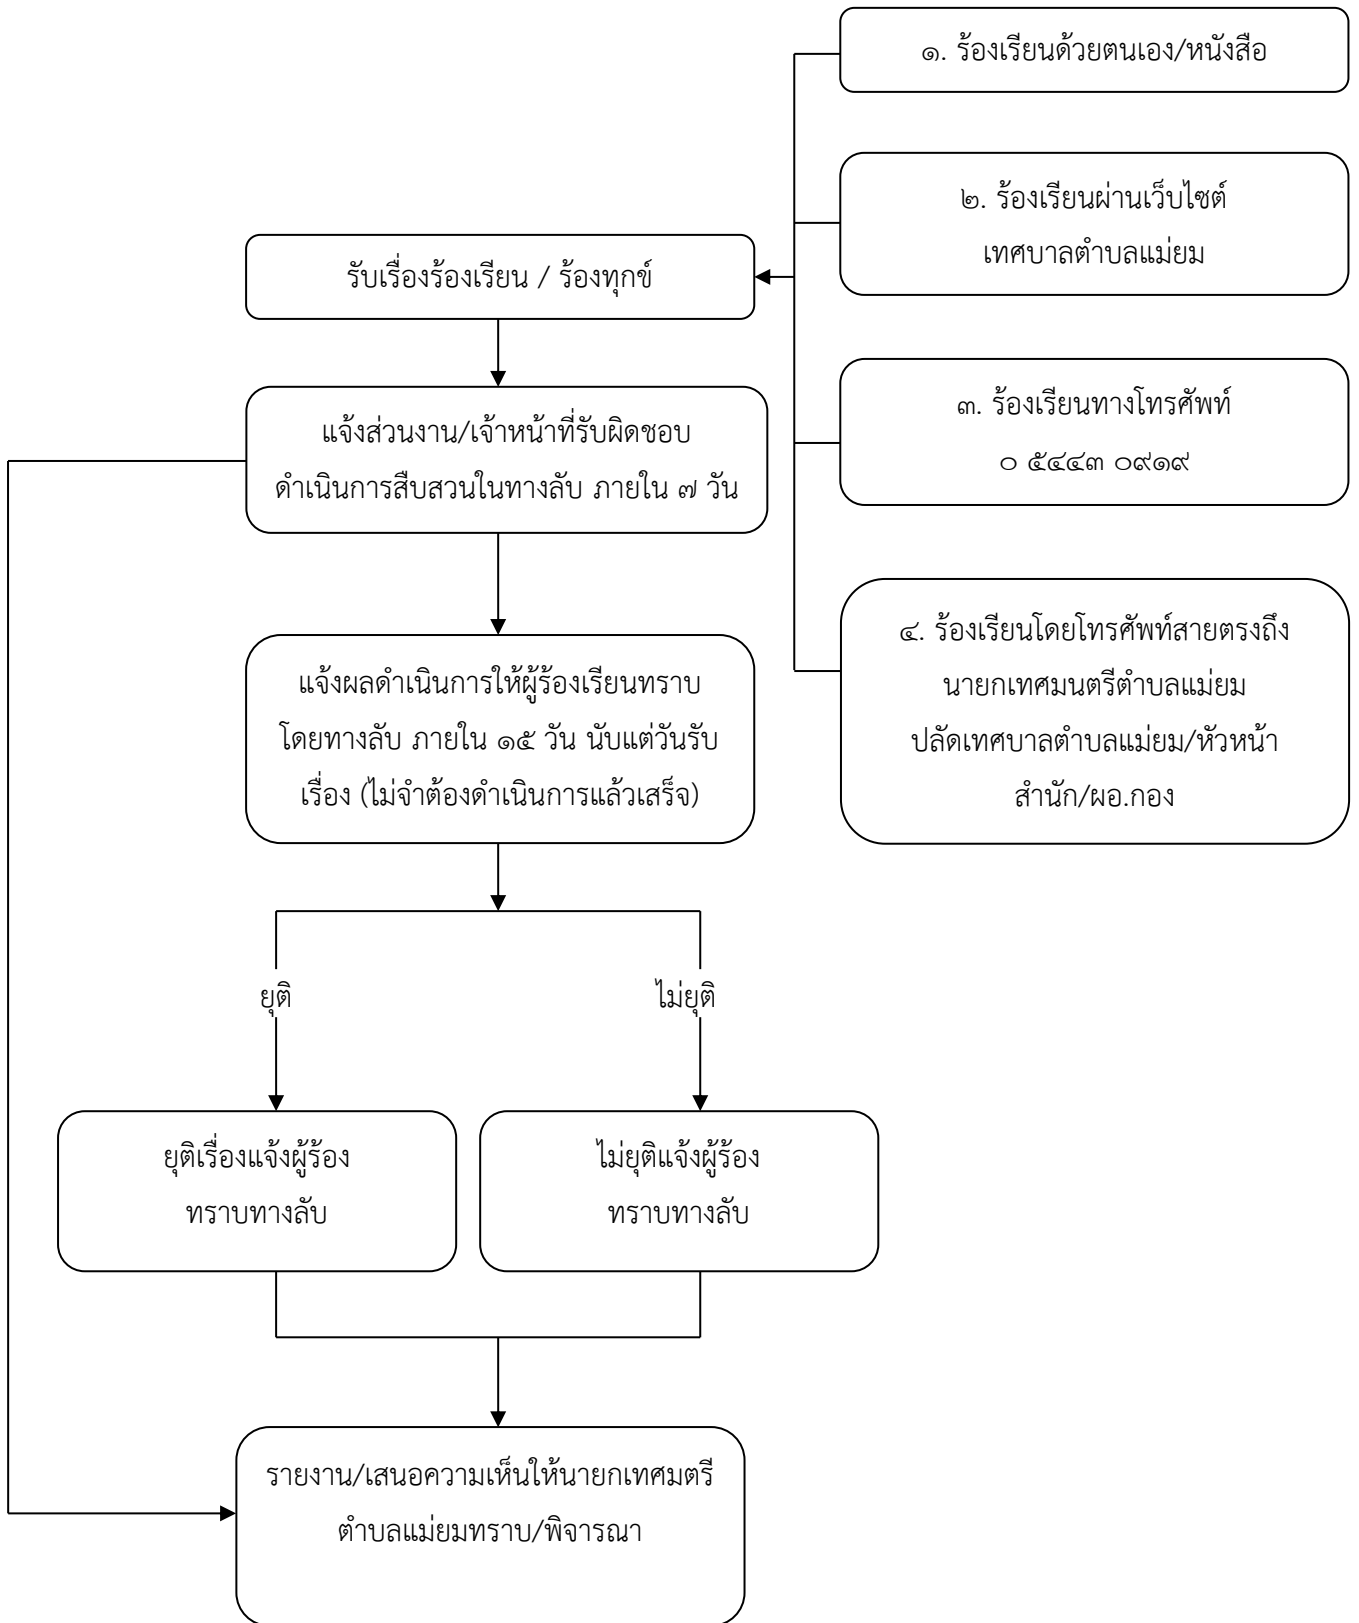 ๑. ร้องเรียนด้วยตนเอง/หนังสือ
๒. ร้องเรียนผ่านเว็บไซต์
เทศบาลตำบลแม่ยม
รับเรื่องร้องเรียน / ร้องทุกข์
๓. ร้องเรียนทางโทรศัพท์
๐ ๕๔๔๓ ๐๙๑๙
แจ้งส่วนงาน/เจ้าหน้าที่รับผิดชอบ
ดำเนินการสืบสวนในทางลับ ภายใน ๗ วัน
๔. ร้องเรียนโดยโทรศัพท์สายตรงถึง
นายกเทศมนตรีตำบลแม่ยม
ปลัดเทศบาลตำบลแม่ยม/หัวหน้า
สำนัก/ผอ.กอง
แจ้งผลดำเนินการให้ผู้ร้องเรียนทราบ
โดยทางลับ ภายใน ๑๕ วัน นับแต่วันรับ
เรื่อง (ไม่จำต้องดำเนินการแล้วเสร็จ)
ยุติ
ไม่ยุติ
ยุติเรื่องแจ้งผู้ร้อง
ทราบทางลับ
ไม่ยุติแจ้งผู้ร้อง
ทราบทางลับ
รายงาน/เสนอความเห็นให้นายกเทศมตรี
ตำบลแม่ยมทราบ/พิจารณา